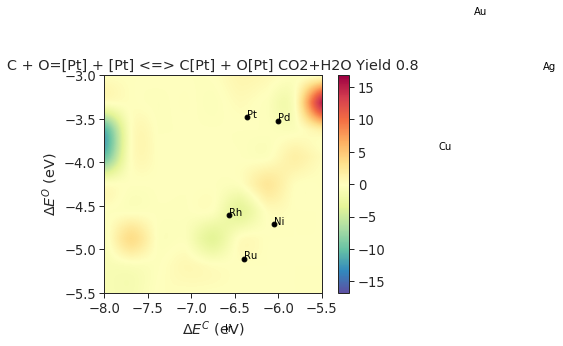 Au
C + O=[Pt] + [Pt] <=> C[Pt] + O[Pt] CO2+H2O Yield 0.8
Ag
−3.0
−3.5
−4.0
−4.5
−5.0
−5.5
ΔE^O (eV)
Pt
Pd
Cu
Rh
Ni
Ru
15
10
5
0
−5
−10
−15
−8.0 −7.5 −7.0 −6.5 −6.0 −5.5
ΔE^C (eV)
Ir